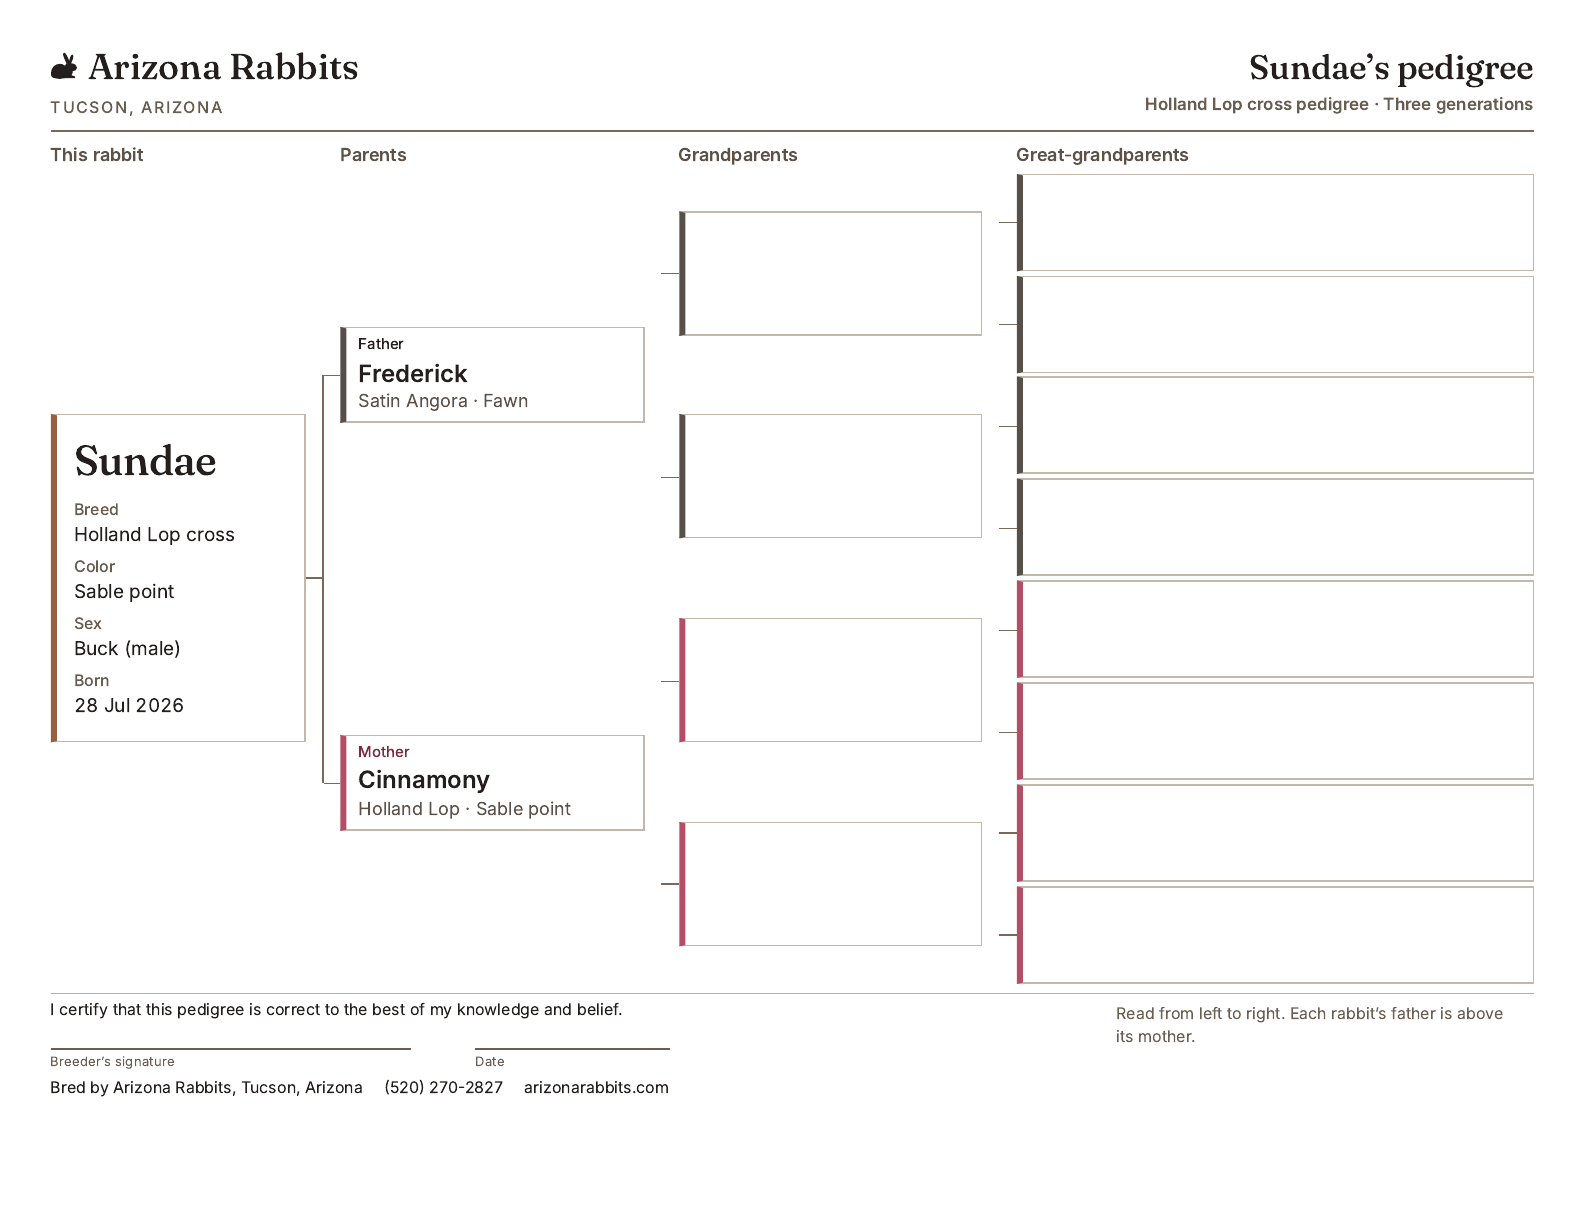 Arizona Rabbits
TUCSON, ARIZONA
Sundae’s pedigree
Holland Lop cross pedigree · Three generations
This rabbit
Parents
Grandparents
Great-grandparents
Sundae
Breed
Holland Lop cross
Color
Sable point
Sex
Buck (male)
Born
28 Jul 2026
Father
Frederick
Satin Angora · Fawn
Mother
Cinnamony
Holland Lop · Sable point
I certify that this pedigree is correct to the best of my knowledge and belief.
Breeder’s signature
Date
Bred by Arizona Rabbits, Tucson, Arizona (520) 270-2827 arizonarabbits.com
Read from left to right. Each rabbit’s father is above
its mother.